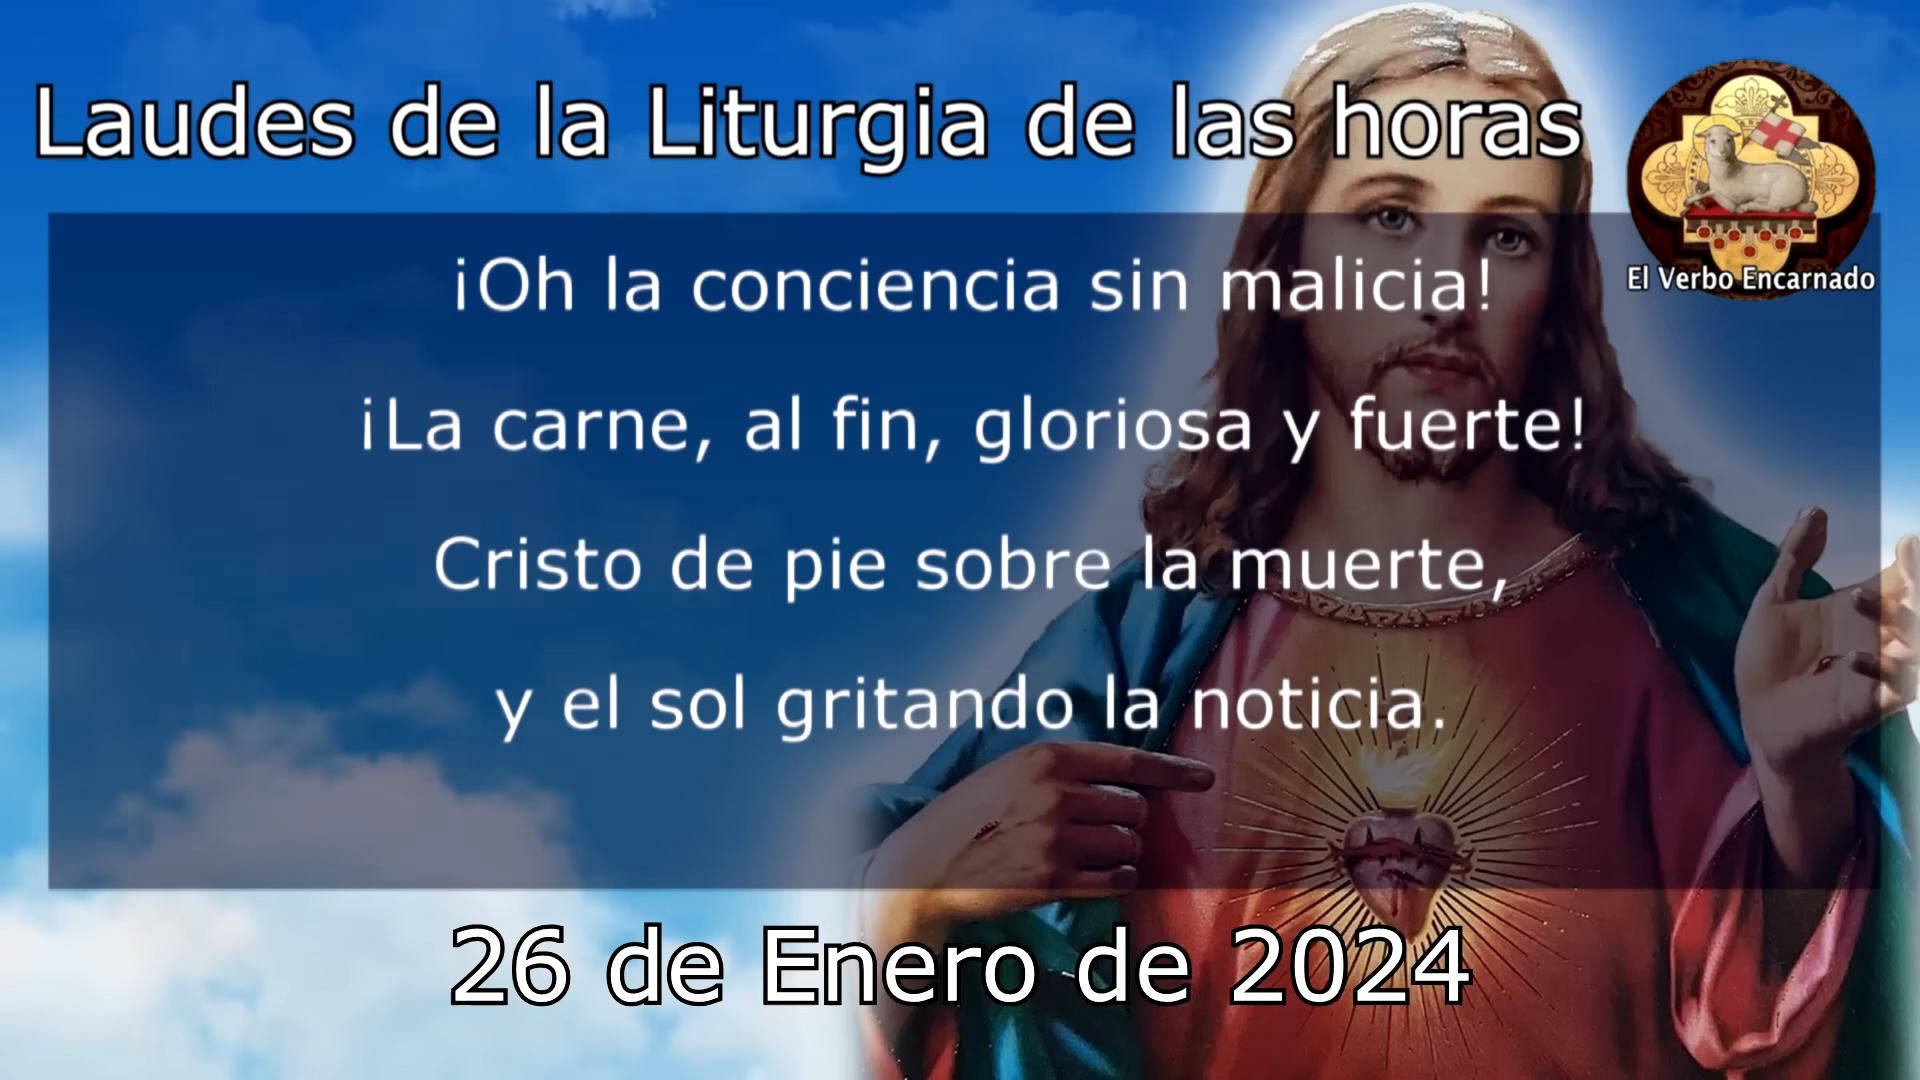 Laudes de la Liturgia de las horas
El Verbo Encarnado
¡Oh la conciencia sin malicia!
¡La carne, al fin, gloriosa y fuerte!
Cristo de pie sobre la muerte,
y el sol gritando la noticia.
26 de Enero de 2024